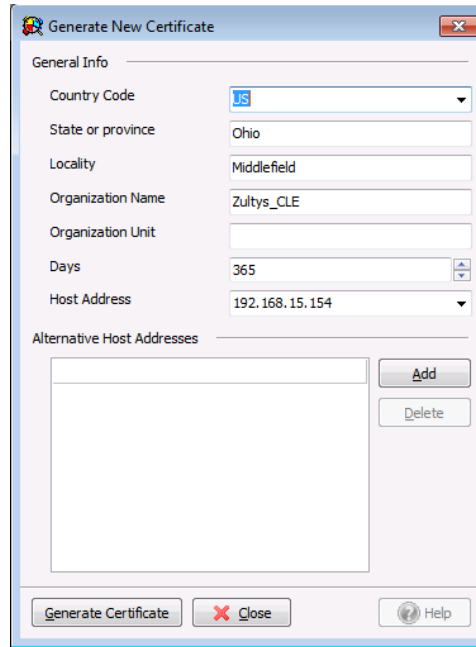 Generate New Certificate
General Info
Country Code US
State or province Ohio
Locality Middlefield
Organization Name Zultys_CLE
Organization Unit
Days 365
Host Address 192.168.15.154
Alternative Host Addresses
Add
Delete
Generate Certificate Close Help